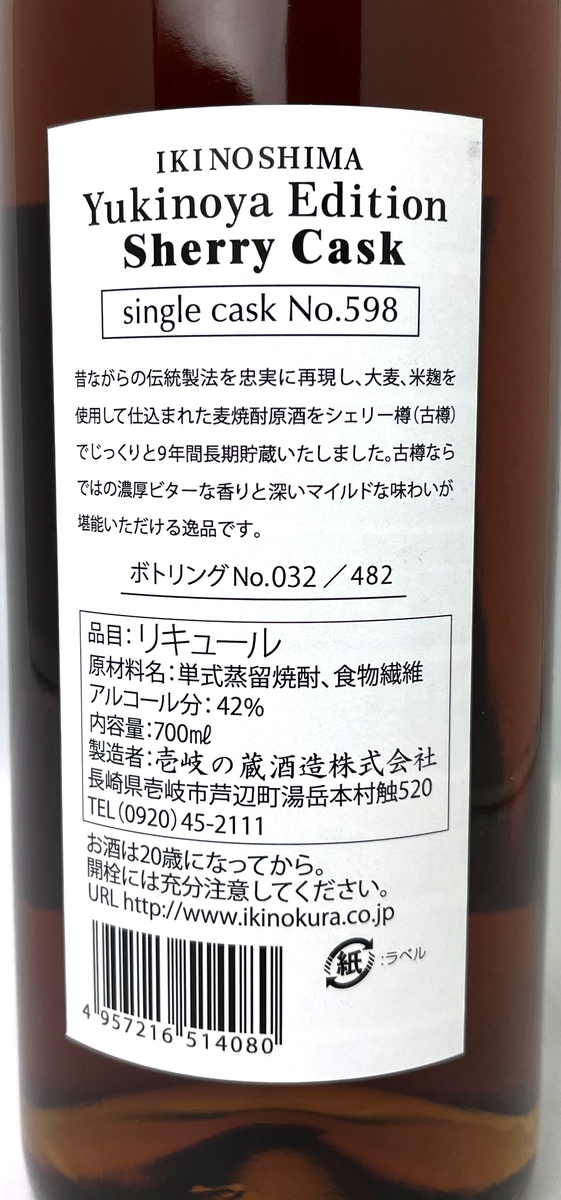 IKINOSHIMA
Yukinoya Edition
Sherry Cask
single cask No.598
昔ながらの伝統製法を忠実に再現し、大麦、米麹を
使用して仕込まれた麦焼酎原酒をシェリー樽（古樽）
でじっくりと9年間長期貯蔵いたしました。古樽なら
ではの濃厚ビターな香りと深いマイルドな味わいが
堪能いただける逸品です。
ボトリングNo.032／482
品目：リキュール
原材料名：単式蒸留焼酎、食物繊維
アルコール分：42%
内容量：700㎖
製造者：壱岐の蔵酒造株式会社
長崎県壱岐市芦辺町湯岳本村触520
TEL（0920）45-2111
お酒は20歳になってから。
開栓には充分注意してください。
URL http://www.ikinokura.co.jp
紙：ラベル
4 957216 514080